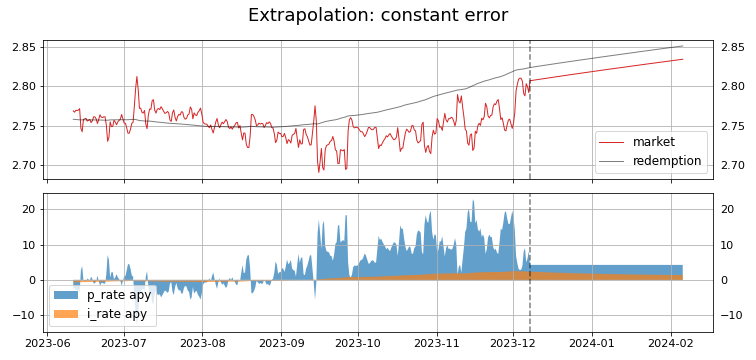 Extrapolation: constant error
2.85 2.85
2.80 2.80
2.75 2.75
2.70 2.70
market
redemption
20 20
10 10
0 0
−10 −10
p_rate apy
i_rate apy
2023-06 2023-07 2023-08 2023-09 2023-10 2023-11 2023-12 2024-01 2024-02